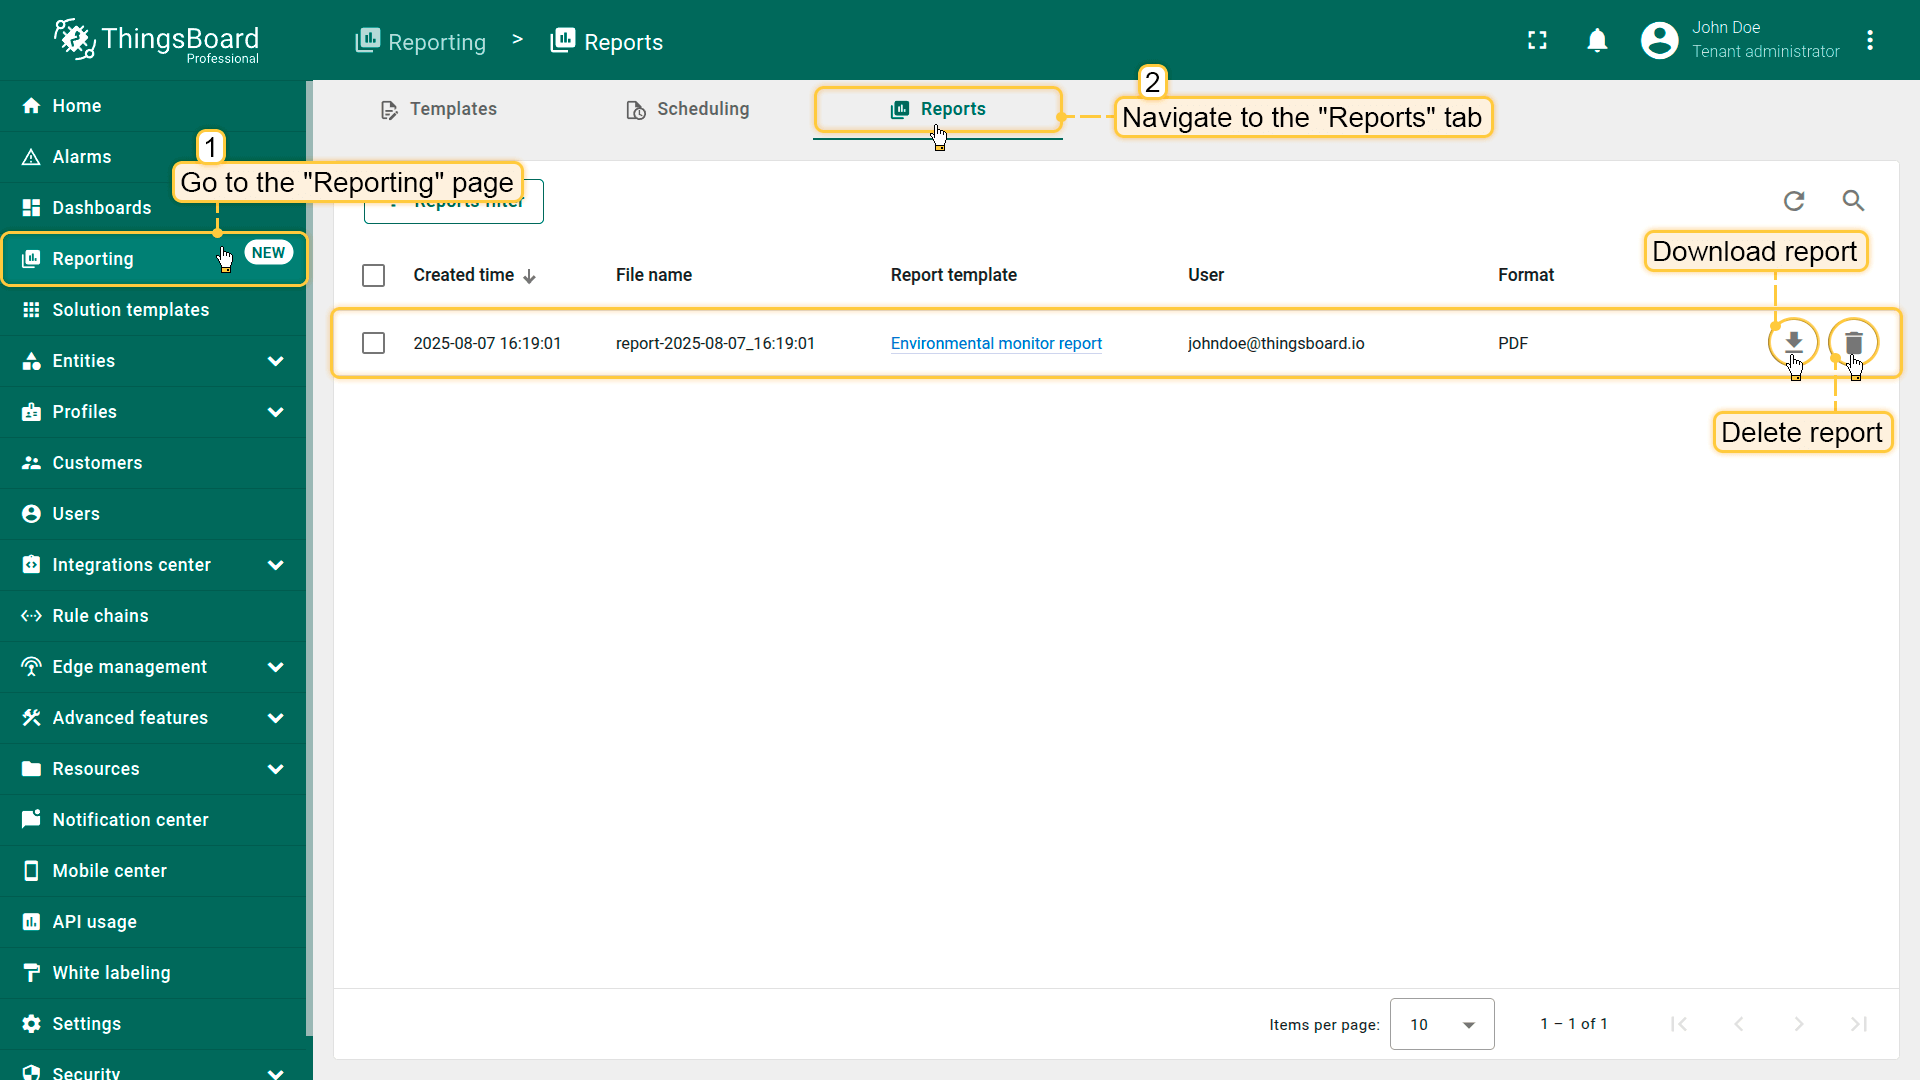 ThingsBoard
Professional
Reporting > Reports
John Doe
Tenant administrator
Home
Alarms
Dashboards
Reporting
NEW
Solution templates
Entities
Profiles
Customers
Users
Integrations center
Rule chains
Edge management
Advanced features
Resources
Notification center
Mobile center
API usage
White labeling
Settings
Security
1
Go to the "Reporting" page
Templates
Scheduling
Reports
2
Navigate to the "Reports" tab
Reports filter
Download report
Created time
File name
Report template
User
Format
2025-08-07 16:19:01
report-2025-08-07_16:19:01
Environmental monitor report
johndoe@thingsboard.io
PDF
Delete report
Items per page:
10
1 – 1 of 1